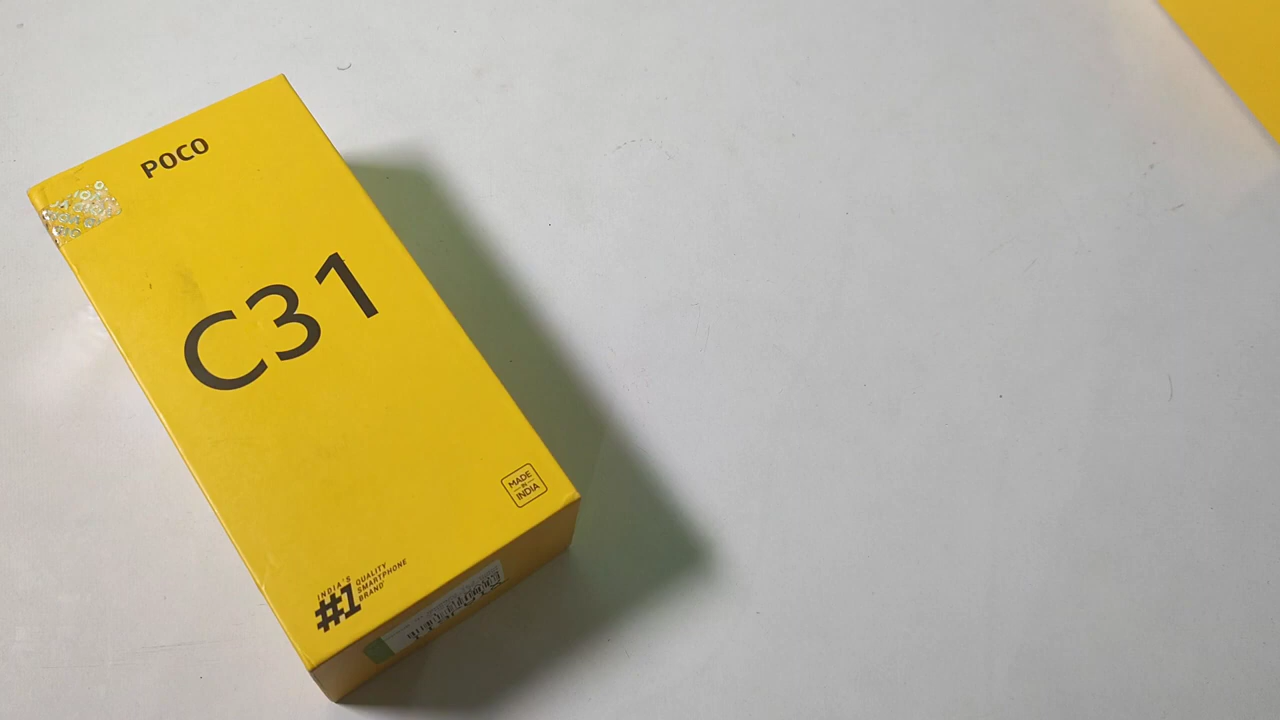 POCO
C31
MADE
IN
INDIA
INDIA'S
#1
QUALITY
SMARTPHONE
BRAND